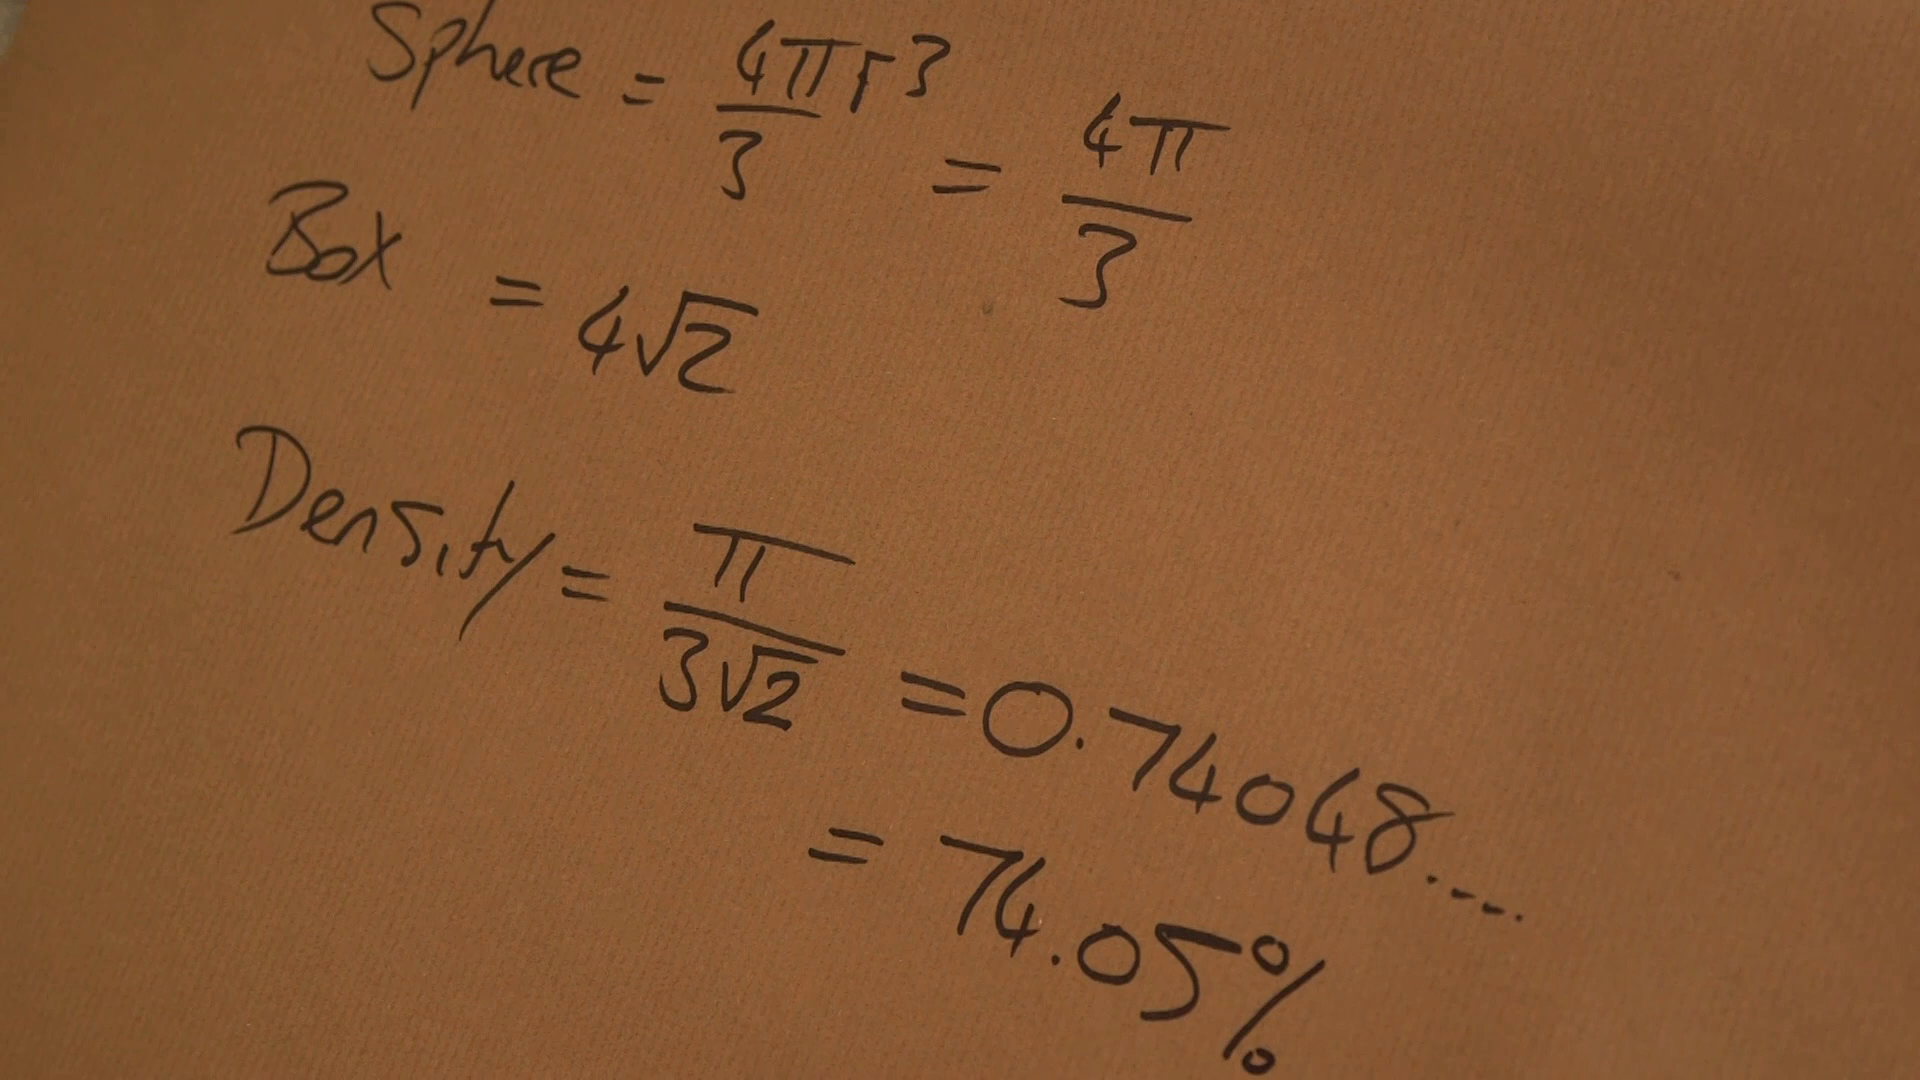 Sphere = 4πr³/3 = 4π/3
Box = 4√2
Density = π/3√2 = 0.74048....
= 74.05%